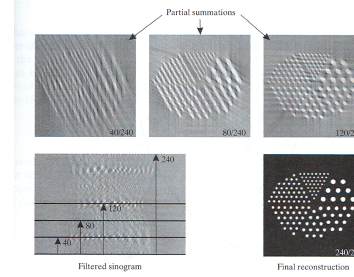 Partial summations
40/240
80/240
120/2
240
120
80
40
240/2
Filtered sinogram
Final reconstruction